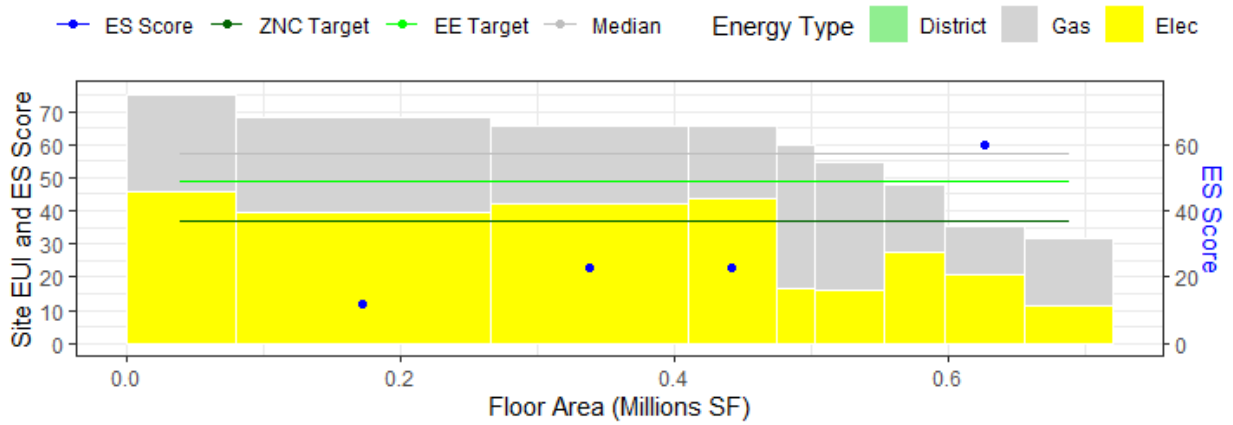 ES Score ZNC Target EE Target Median Energy Type District Gas Elec
Site EUI and ES Score
70
60
50
40
30
20
10
0
60
40
20
0
ES Score
0.0 0.2 0.4 0.6
Floor Area (Millions SF)